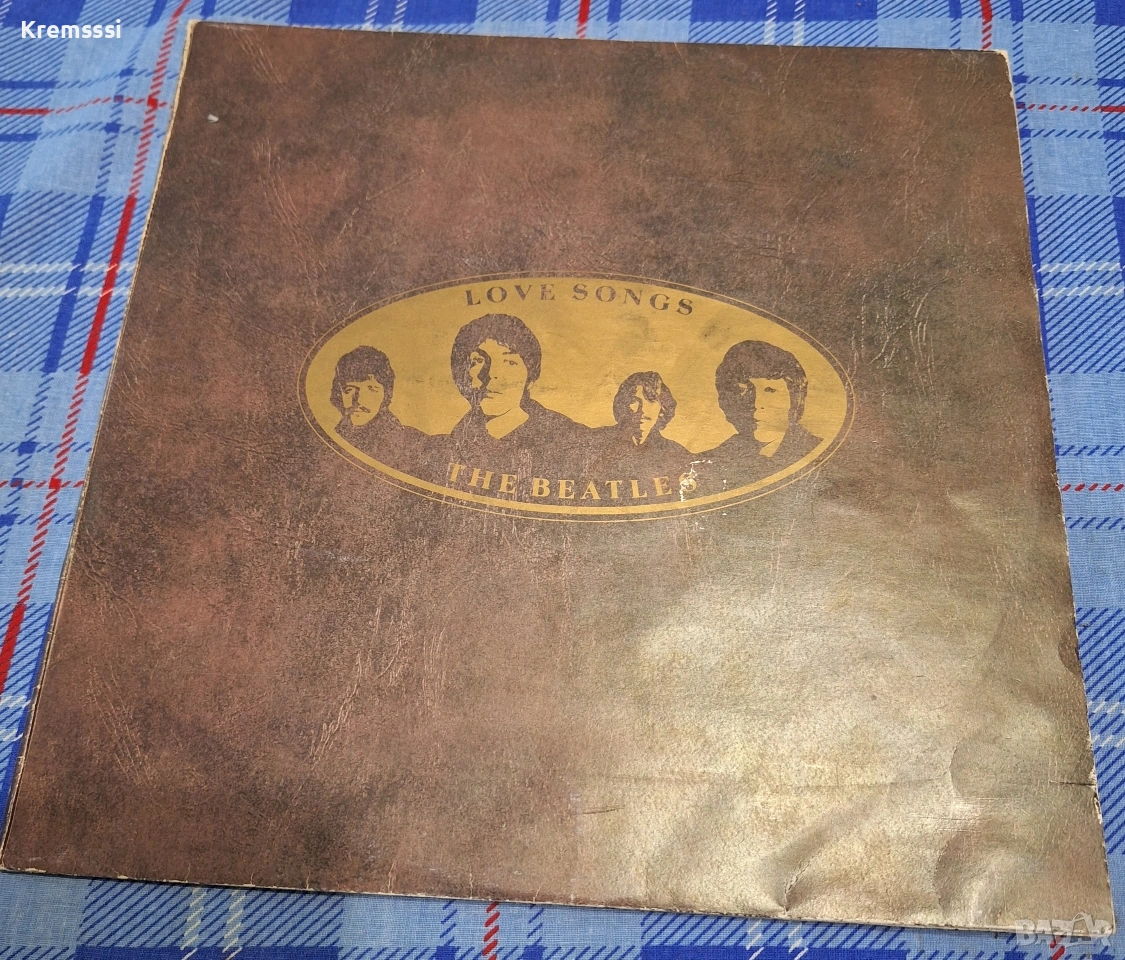 Kremsssi
LOVE SONGS
THE BEATLES
BAZAR